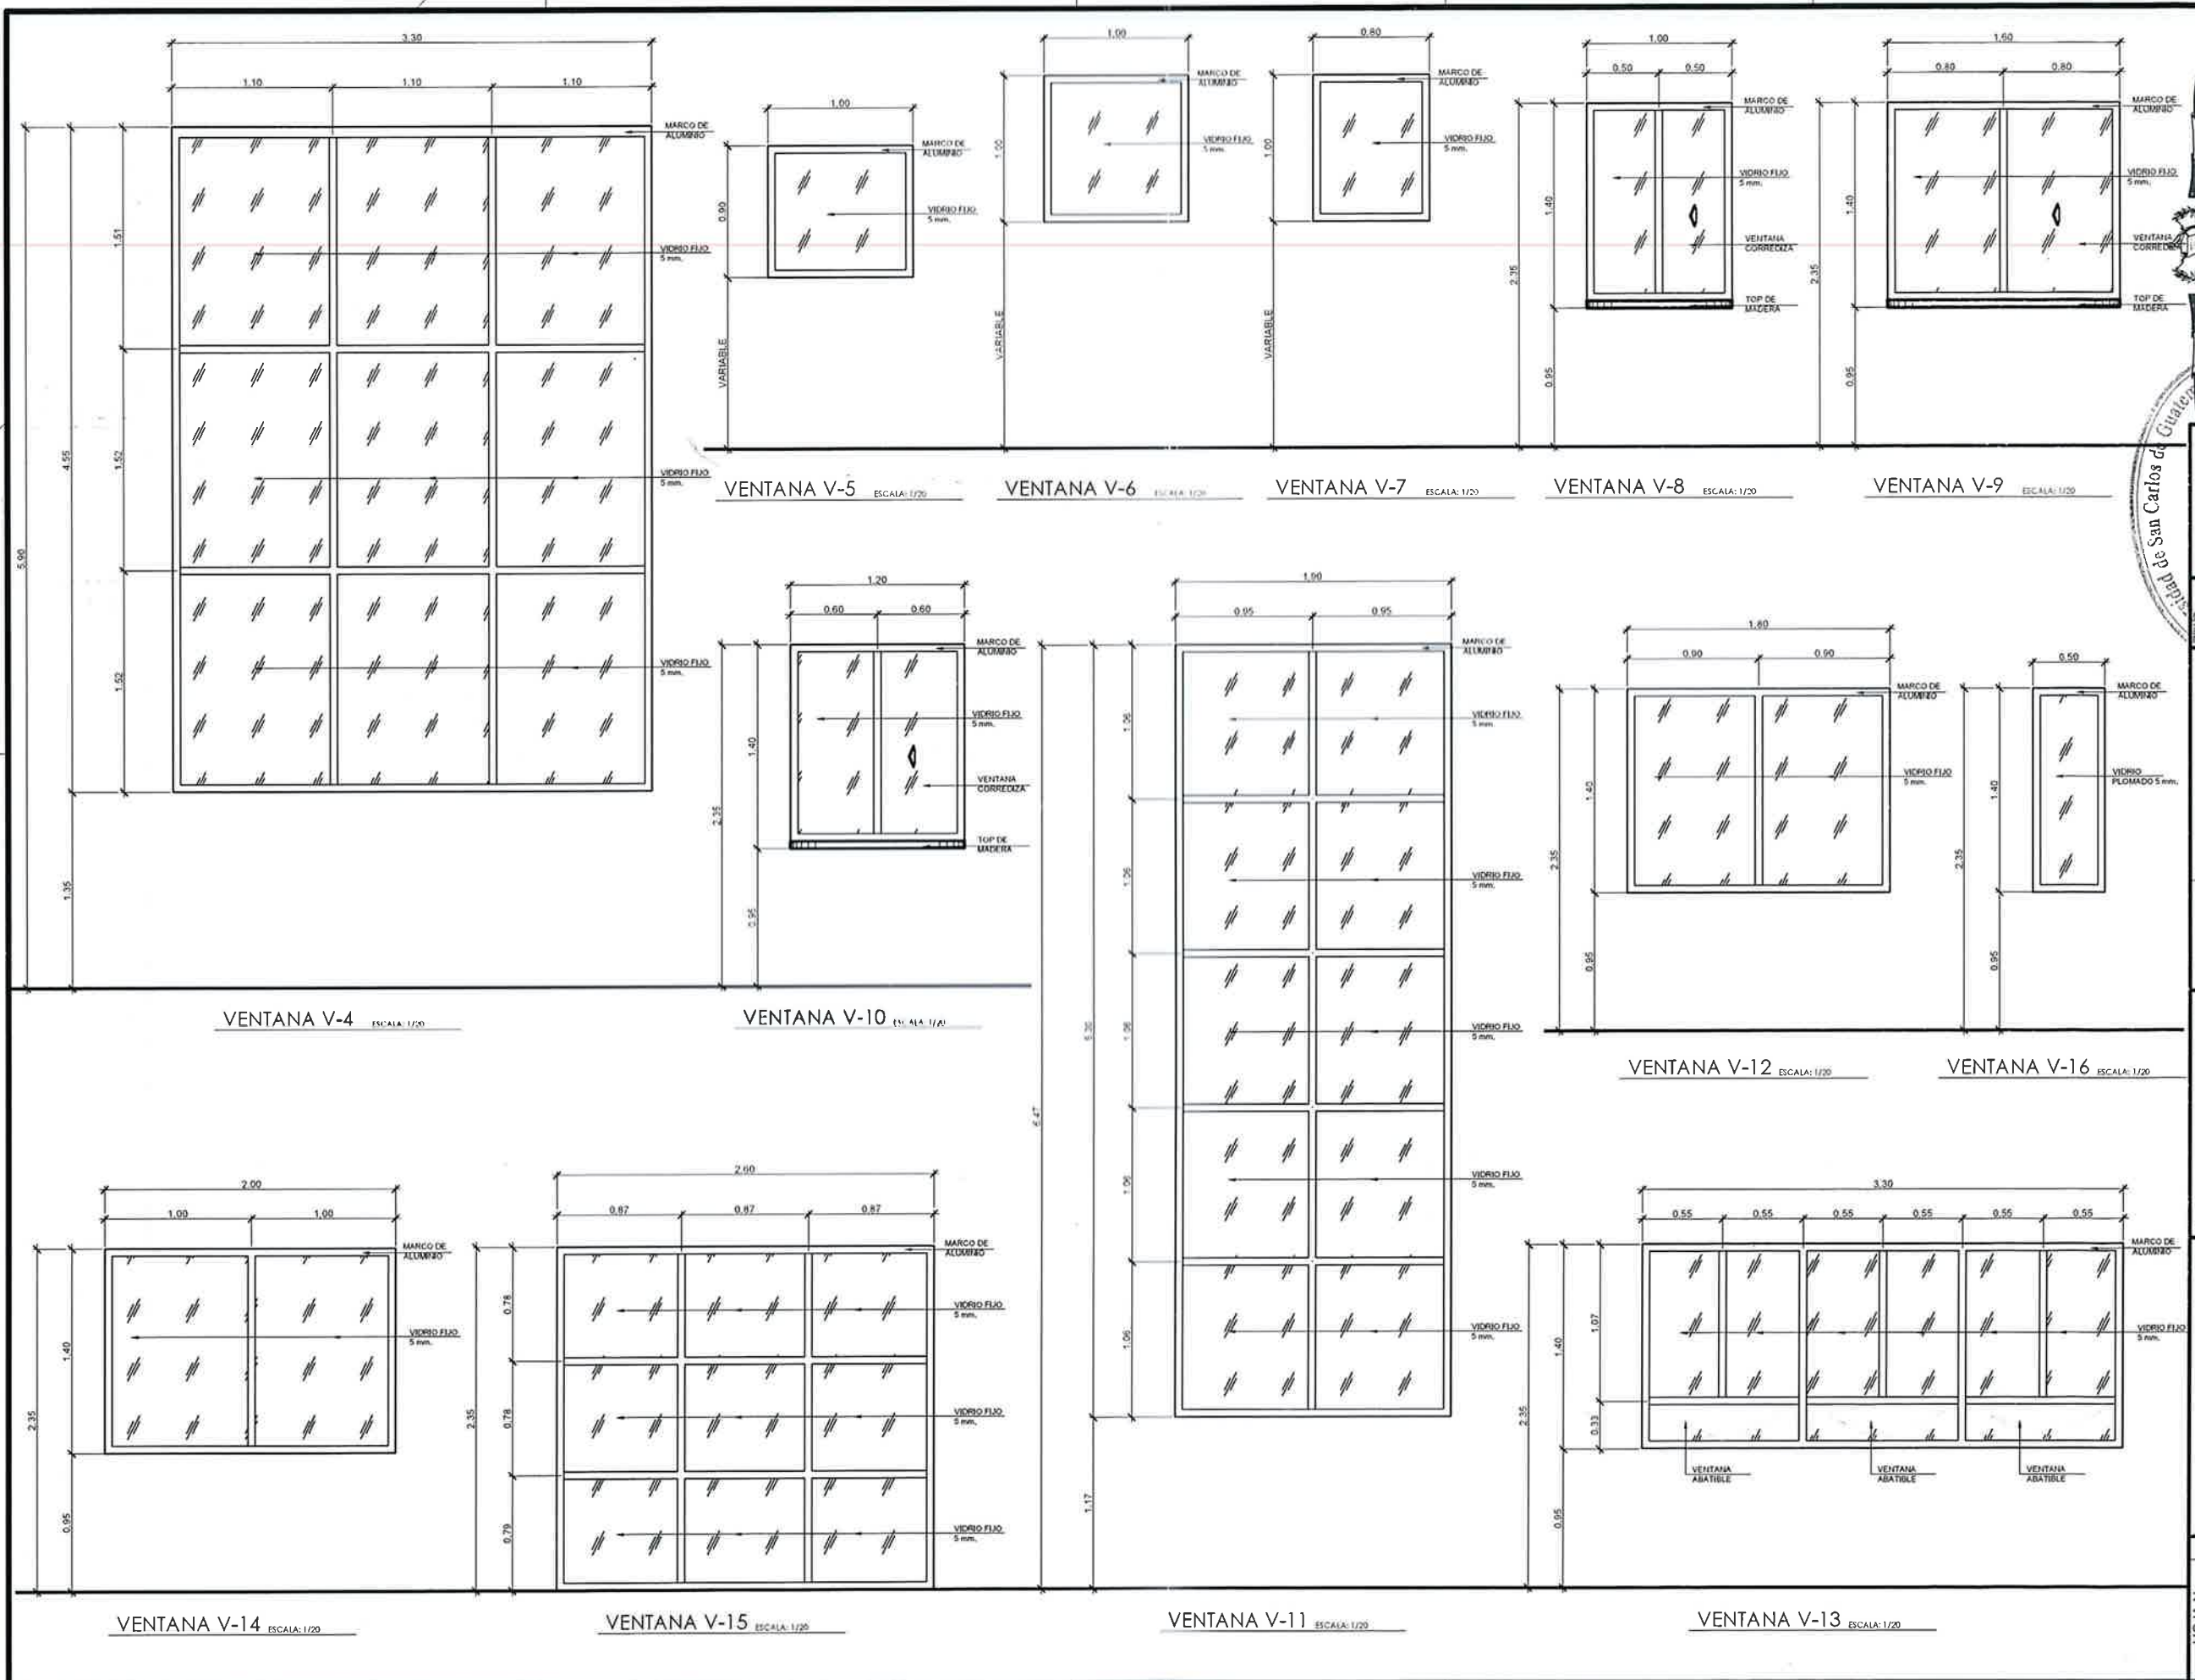 3.30
1.10 1.10 1.10
MARCO DE
ALUMINIO
VIDRIO FIJO
5 mm.
VIDRIO FIJO
5 mm.
VIDRIO FIJO
5 mm.
5.90
4.55
1.35
1.51
1.52
1.52
VENTANA V-4 ESCALA: 1/20
1.00
MARCO DE
ALUMINIO
VIDRIO FIJO
5 mm.
0.90
VARIABLE
VENTANA V-5 ESCALA: 1/20
1.00
MARCO DE
ALUMINIO
VIDRIO FIJO
5 mm.
1.00
VARIABLE
VENTANA V-6 ESCALA: 1/20
0.80
MARCO DE
ALUMINIO
VIDRIO FIJO
5 mm.
1.00
VARIABLE
VENTANA V-7 ESCALA: 1/20
1.00
0.50 0.50
MARCO DE
ALUMINIO
VIDRIO FIJO
5 mm.
VENTANA
CORREDIZA
TOP DE
MADERA
2.35
1.40
0.95
VENTANA V-8 ESCALA: 1/20
1.60
0.80 0.80
MARCO DE
ALUMINIO
VIDRIO FIJO
5 mm.
VENTANA
TOP DE
MADERA
2.35
1.40
0.95
VENTANA V-9 ESCALA: 1/20
de San Carlos de
1.20
0.60 0.60
MARCO DE
ALUMINIO
VIDRIO FIJO
5 mm.
VENTANA
CORREDIZA
TOP DE
MADERA
2.35
1.40
0.95
VENTANA V-10 ESCALA: 1/20
1.90
0.95 0.95
MARCO DE
ALUMINIO
VIDRIO FIJO
5 mm.
VIDRIO FIJO
5 mm.
VIDRIO FIJO
5 mm.
VIDRIO FIJO
5 mm.
VIDRIO FIJO
5 mm.
6.47
5.30
1.17
1.06
1.06
1.06
1.06
1.06
VENTANA V-11 ESCALA: 1/20
1.80
0.90 0.90
MARCO DE
ALUMINIO
VIDRIO FIJO
5 mm.
2.35
1.40
0.95
VENTANA V-12 ESCALA: 1/20
0.50
MARCO DE
ALUMINIO
VIDRIO
PLOMADO 5 mm.
2.35
1.40
0.95
VENTANA V-16 ESCALA: 1/20
2.00
1.00 1.00
MARCO DE
ALUMINIO
VIDRIO FIJO
5 mm.
2.35
1.40
0.95
VENTANA V-14 ESCALA: 1/20
2.60
0.87 0.87 0.87
MARCO DE
ALUMINIO
VIDRIO FIJO
5 mm.
VIDRIO FIJO
5 mm.
VIDRIO FIJO
5 mm.
2.35
0.78
0.78
0.79
VENTANA V-15 ESCALA: 1/20
3.30
0.55 0.55 0.55 0.55 0.55 0.55
MARCO DE
ALUMINIO
VIDRIO FIJO
5 mm.
VENTANA
ABATIBLE
VENTANA
ABATIBLE
VENTANA
ABATIBLE
2.35
1.40
0.95
1.07
0.33
VENTANA V-13 ESCALA: 1/20